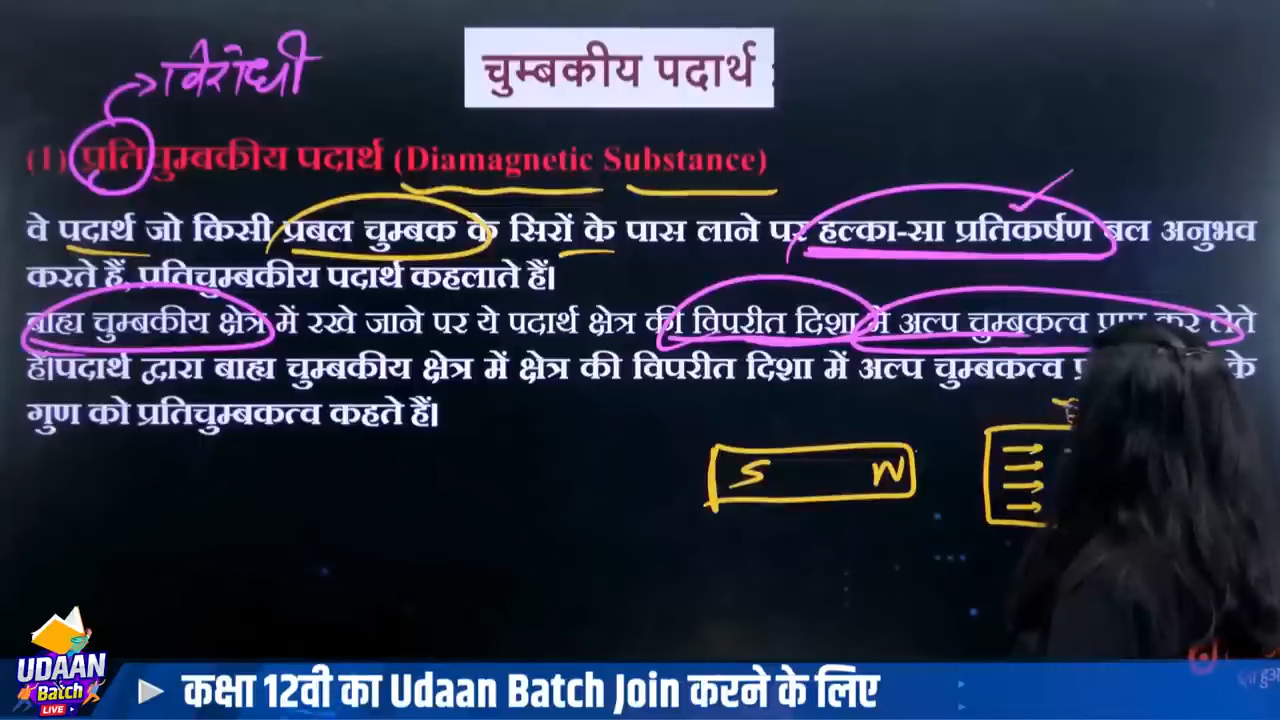 विरोधी
चुम्बकीय पदार्थ :
(1) प्रतिचुम्बकीय पदार्थ (Diamagnetic Substance)
वे पदार्थ जो किसी प्रबल चुम्बक के सिरों के पास लाने पर हल्का-सा प्रतिकर्षण बल अनुभव
करते हैं, प्रतिचुम्बकीय पदार्थ कहलाते हैं।
बाह्य चुम्बकीय क्षेत्र में रखे जाने पर ये पदार्थ क्षेत्र की विपरीत दिशा में अल्प चुम्बकत्व प्राप्त कर लेते
हैं।पदार्थ द्वारा बाह्य चुम्बकीय क्षेत्र में क्षेत्र की विपरीत दिशा में अल्प चुम्बकत्व के
गुण को प्रतिचुम्बकत्व कहते हैं।
S N
UDAAN
Batch
LIVE
कक्षा 12वी का Udaan Batch Join करने के लिए